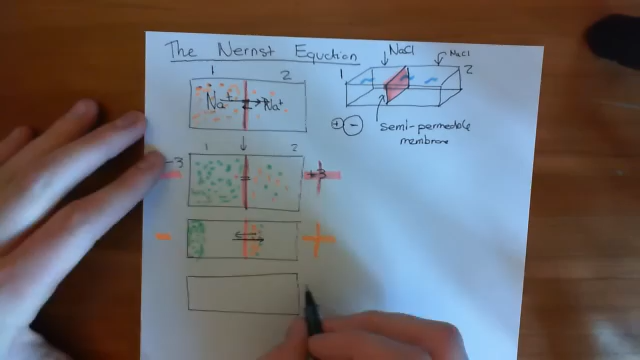 The Nernst Equation
NaCl
NaCl
1
2
1
2
Na+
Na+
+ -
semi-permeable
membrane
1
2
-3
+3
-
+